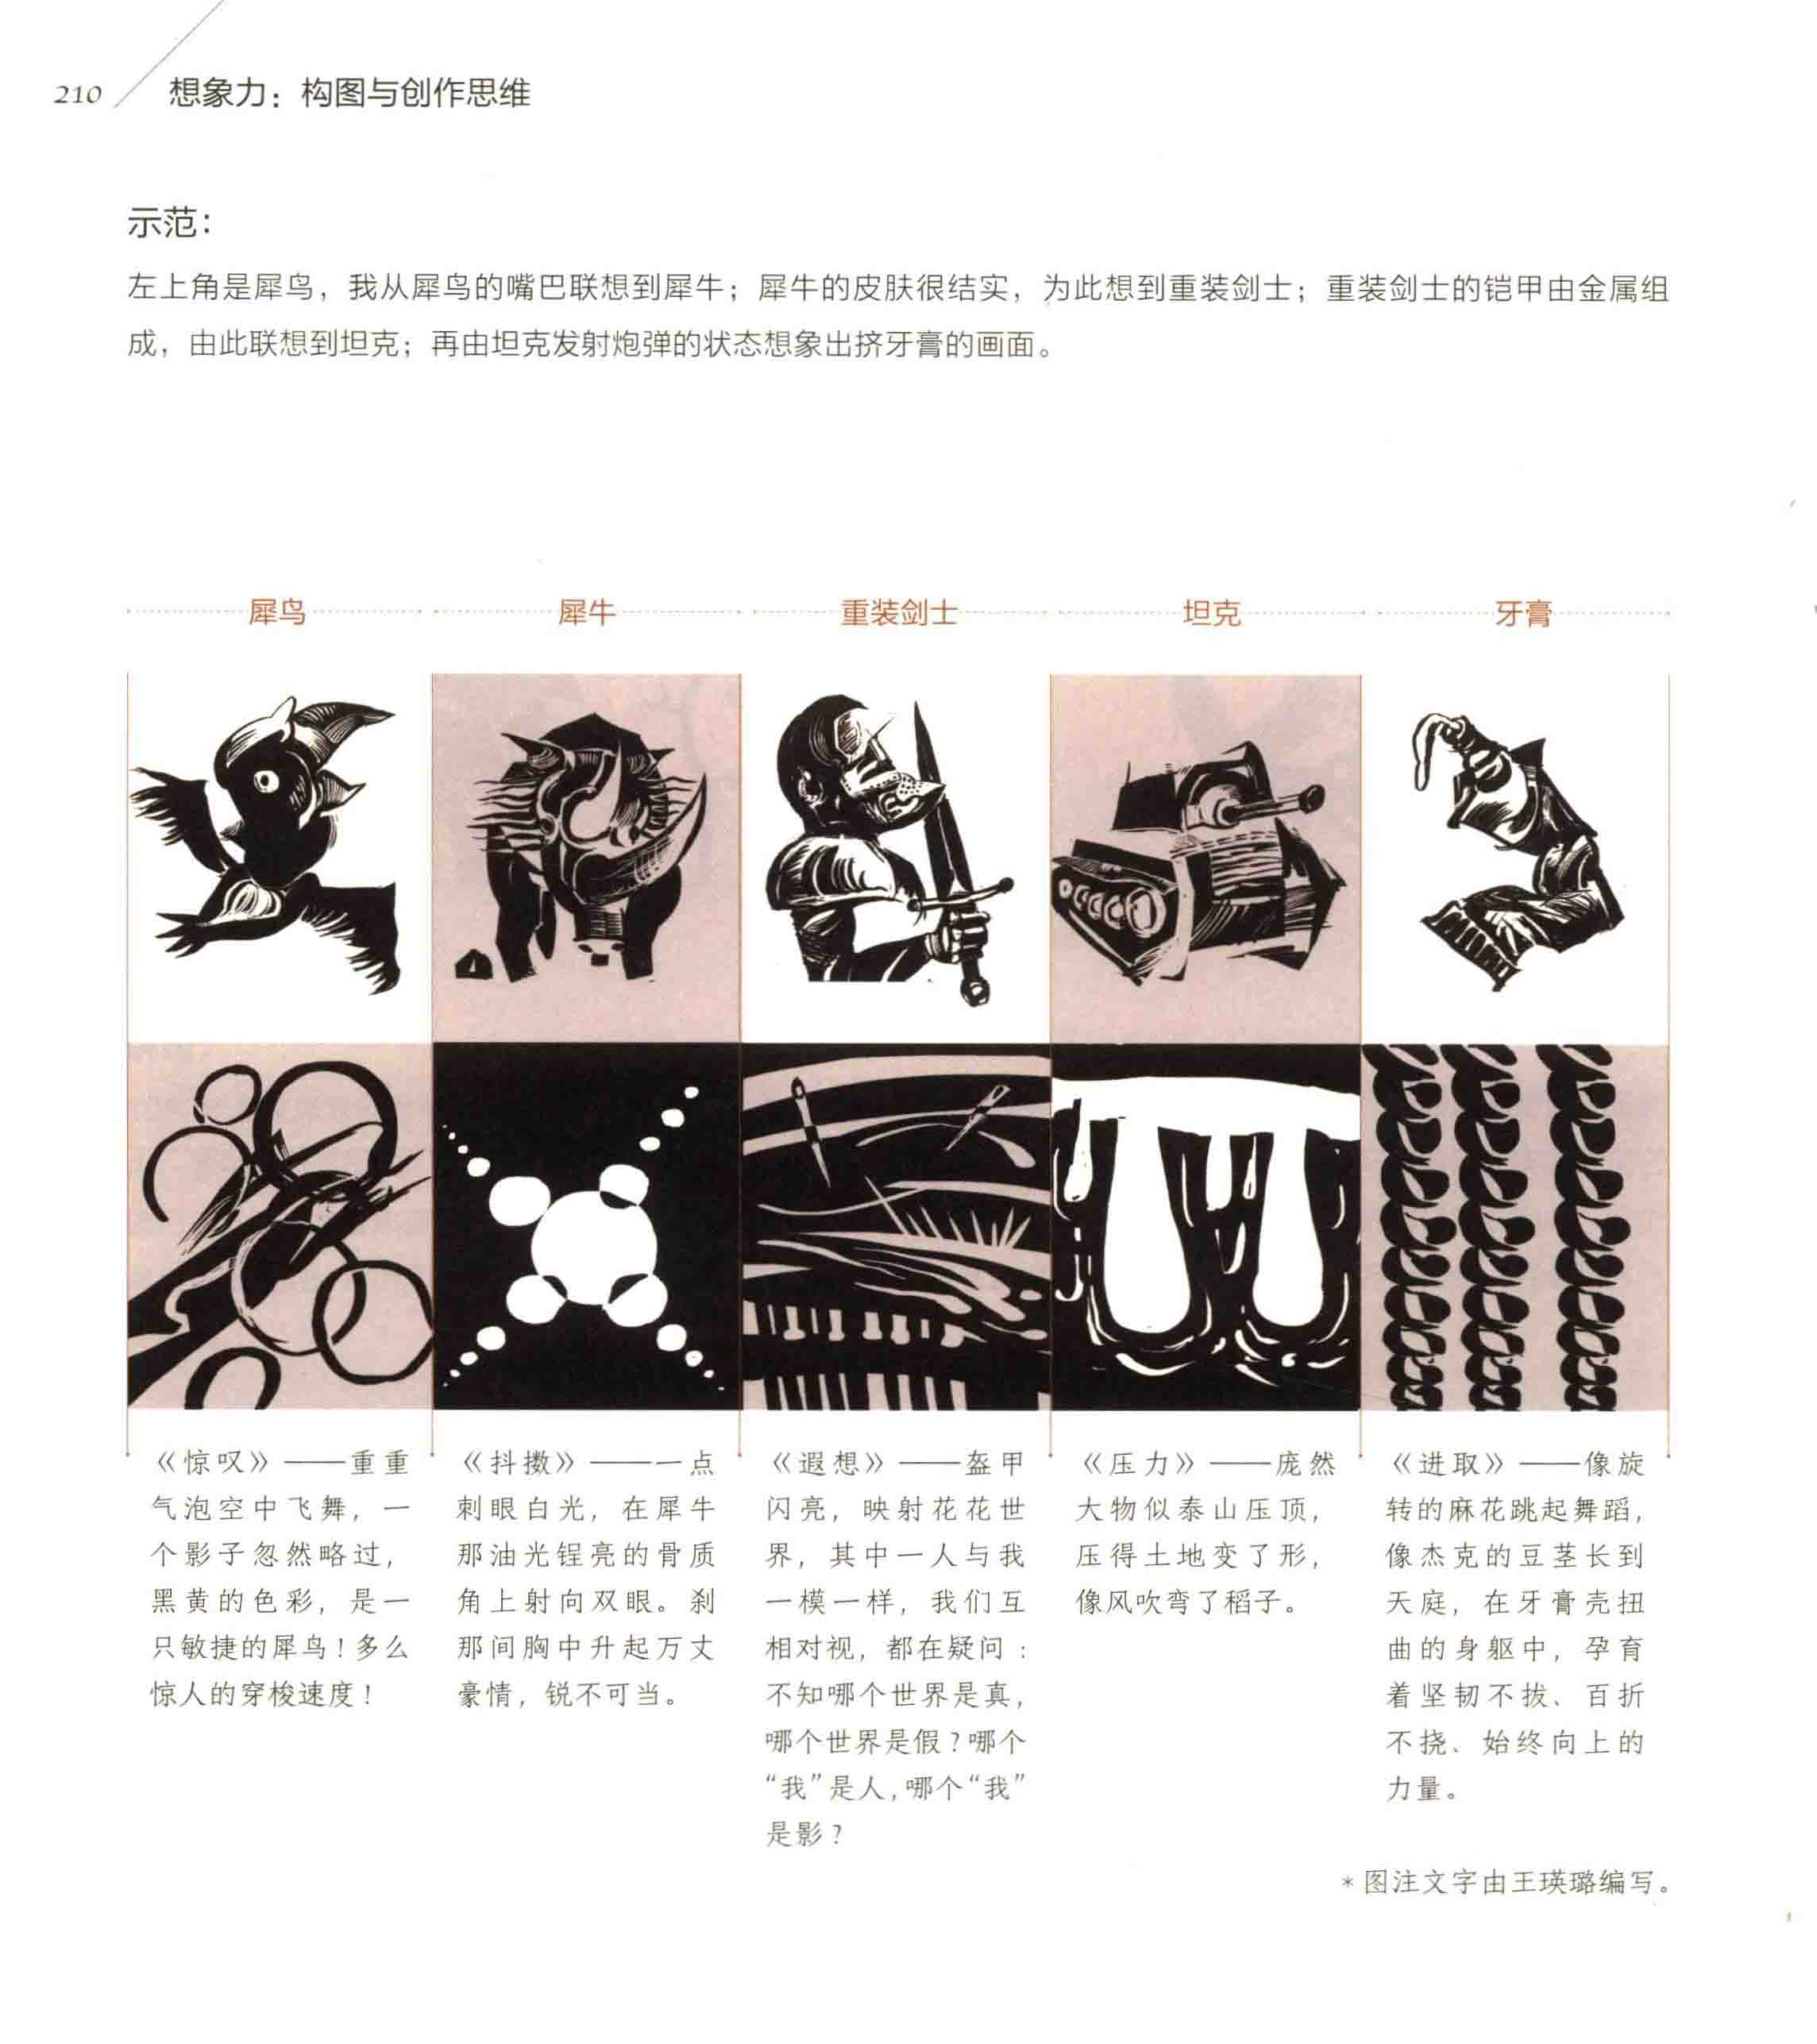 210
想象力：构图与创作思维
示范：
左上角是犀鸟，我从犀鸟的嘴巴联想到犀牛；犀牛的皮肤很结实，为此想到重装剑士；重装剑士的铠甲由金属组
成，由此联想到坦克；再由坦克发射炮弹的状态想象出挤牙膏的画面。
犀鸟
犀牛
重装剑士
坦克
牙膏
《惊叹》——重重
气泡空中飞舞，一
个影子忽然略过，
黑黄的色彩，是一
只敏捷的犀鸟！多么
惊人的穿梭速度！
《抖擞》——一点
刺眼白光，在犀牛
那油光锃亮的骨质
角上射向双眼。刹
那间胸中升起万丈
豪情，锐不可当。
《遐想》——盔甲
闪亮，映射花花世
界，其中一人与我
一模一样，我们互
相对视，都在疑问：
不知哪个世界是真，
哪个世界是假？哪个
“我”是人，哪个“我”
是影？
《压力》——庞然
大物似泰山压顶，
压得土地变了形，
像风吹弯了稻子。
《进取》——像旋
转的麻花跳起舞蹈，
像杰克的豆茎长到
天庭，在牙膏壳扭
曲的身躯中，孕育
着坚韧不拔、百折
不挠、始终向上的
力量。
*图注文字由王瑛璐编写。